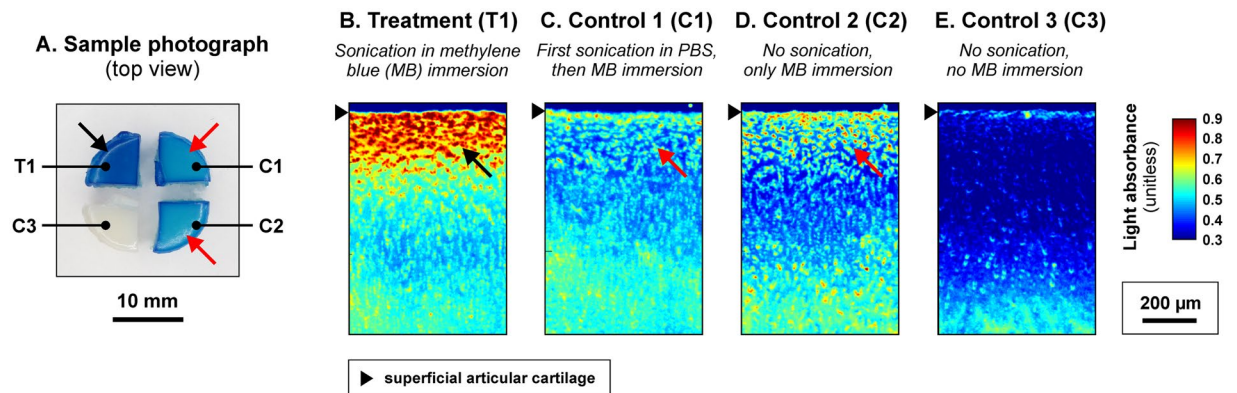 A. Sample photograph
(top view)
T1
C1
C3
C2
10 mm
B. Treatment (T1)
Sonication in methylene
blue (MB) immersion
C. Control 1 (C1)
First sonication in PBS,
then MB immersion
D. Control 2 (C2)
No sonication,
only MB immersion
E. Control 3 (C3)
No sonication,
no MB immersion
Light absorbance
(unitless)
0.9
0.8
0.7
0.6
0.5
0.4
0.3
200 µm
superficial articular cartilage